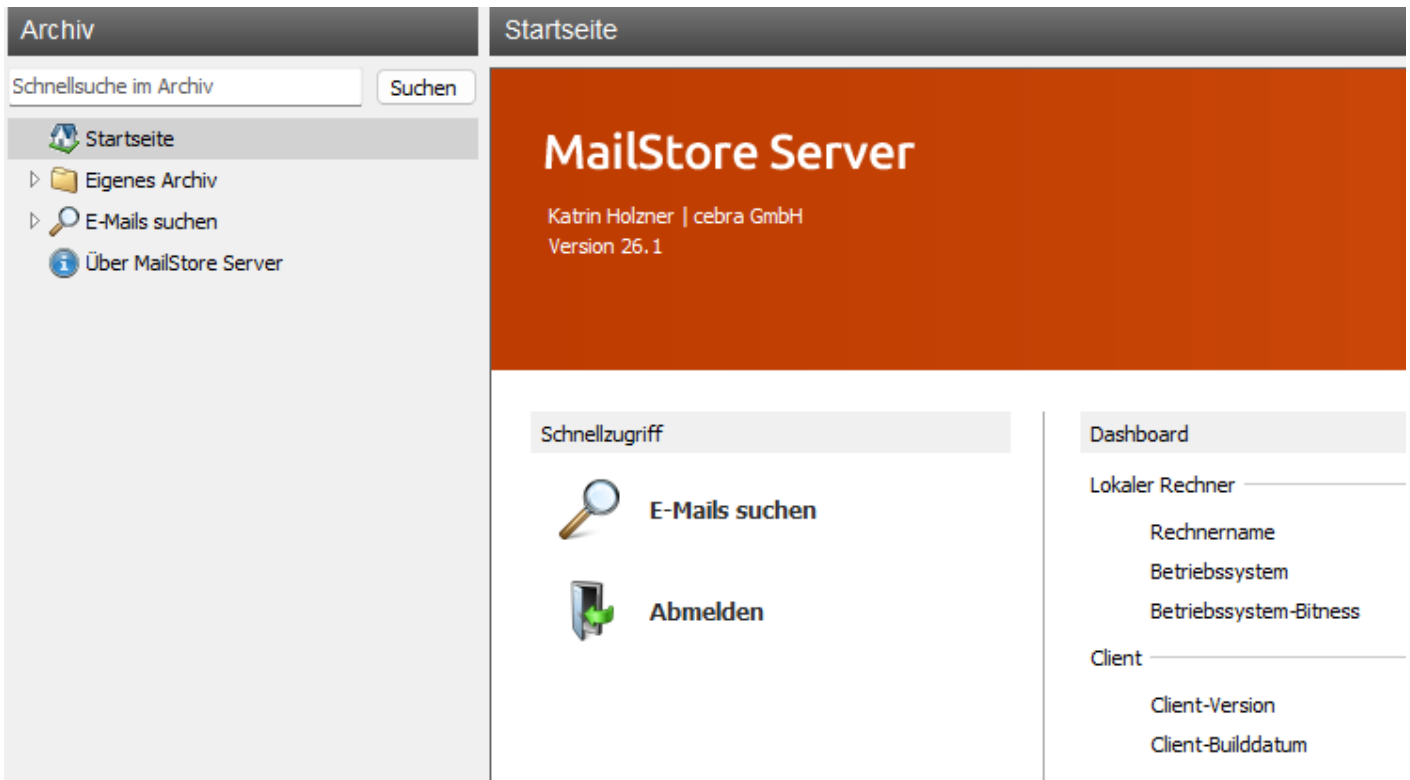 Archiv
Schnellsuche im Archiv
Suchen
Startseite
Eigenes Archiv
E-Mails suchen
Über MailStore Server
Startseite
MailStore Server
Katrin Holzner | cebra GmbH
Version 26.1
Schnellzugriff
E-Mails suchen
Abmelden
Dashboard
Lokaler Rechner
Rechnername
Betriebssystem
Betriebssystem-Bitness
Client
Client-Version
Client-Builddatum